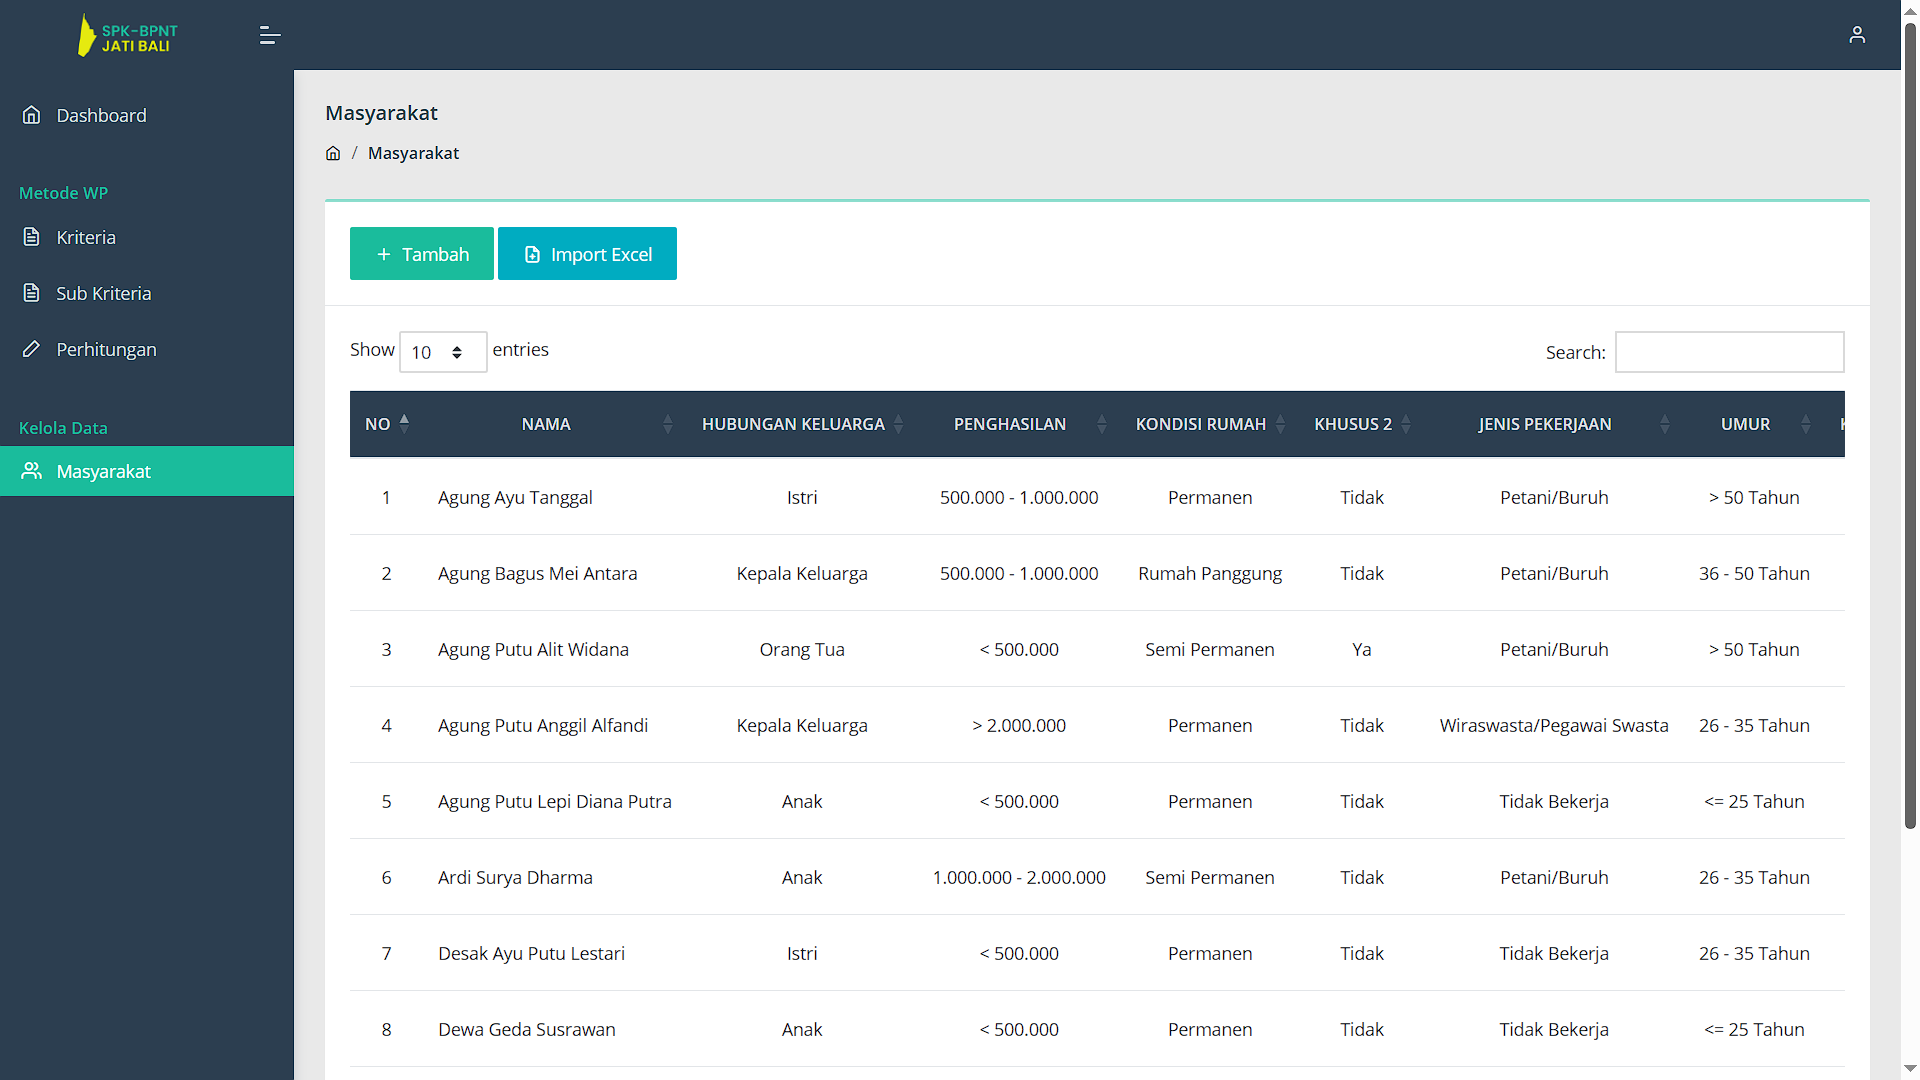 SPK-BPNT
JATI BALI
Dashboard
Metode WP
Kriteria
Sub Kriteria
Perhitungan
Kelola Data
Masyarakat
Masyarakat
/ Masyarakat
+ Tambah
Import Excel
Show 10 entries
Search:
NO NAMA HUBUNGAN KELUARGA PENGHASILAN KONDISI RUMAH KHUSUS 2 JENIS PEKERJAAN UMUR
1 Agung Ayu Tanggal Istri 500.000 - 1.000.000 Permanen Tidak Petani/Buruh > 50 Tahun
2 Agung Bagus Mei Antara Kepala Keluarga 500.000 - 1.000.000 Rumah Panggung Tidak Petani/Buruh 36 - 50 Tahun
3 Agung Putu Alit Widana Orang Tua < 500.000 Semi Permanen Ya Petani/Buruh > 50 Tahun
4 Agung Putu Anggil Alfandi Kepala Keluarga > 2.000.000 Permanen Tidak Wiraswasta/Pegawai Swasta 26 - 35 Tahun
5 Agung Putu Lepi Diana Putra Anak < 500.000 Permanen Tidak Tidak Bekerja <= 25 Tahun
6 Ardi Surya Dharma Anak 1.000.000 - 2.000.000 Semi Permanen Tidak Petani/Buruh 26 - 35 Tahun
7 Desak Ayu Putu Lestari Istri < 500.000 Permanen Tidak Tidak Bekerja 26 - 35 Tahun
8 Dewa Geda Susrawan Anak < 500.000 Permanen Tidak Tidak Bekerja <= 25 Tahun